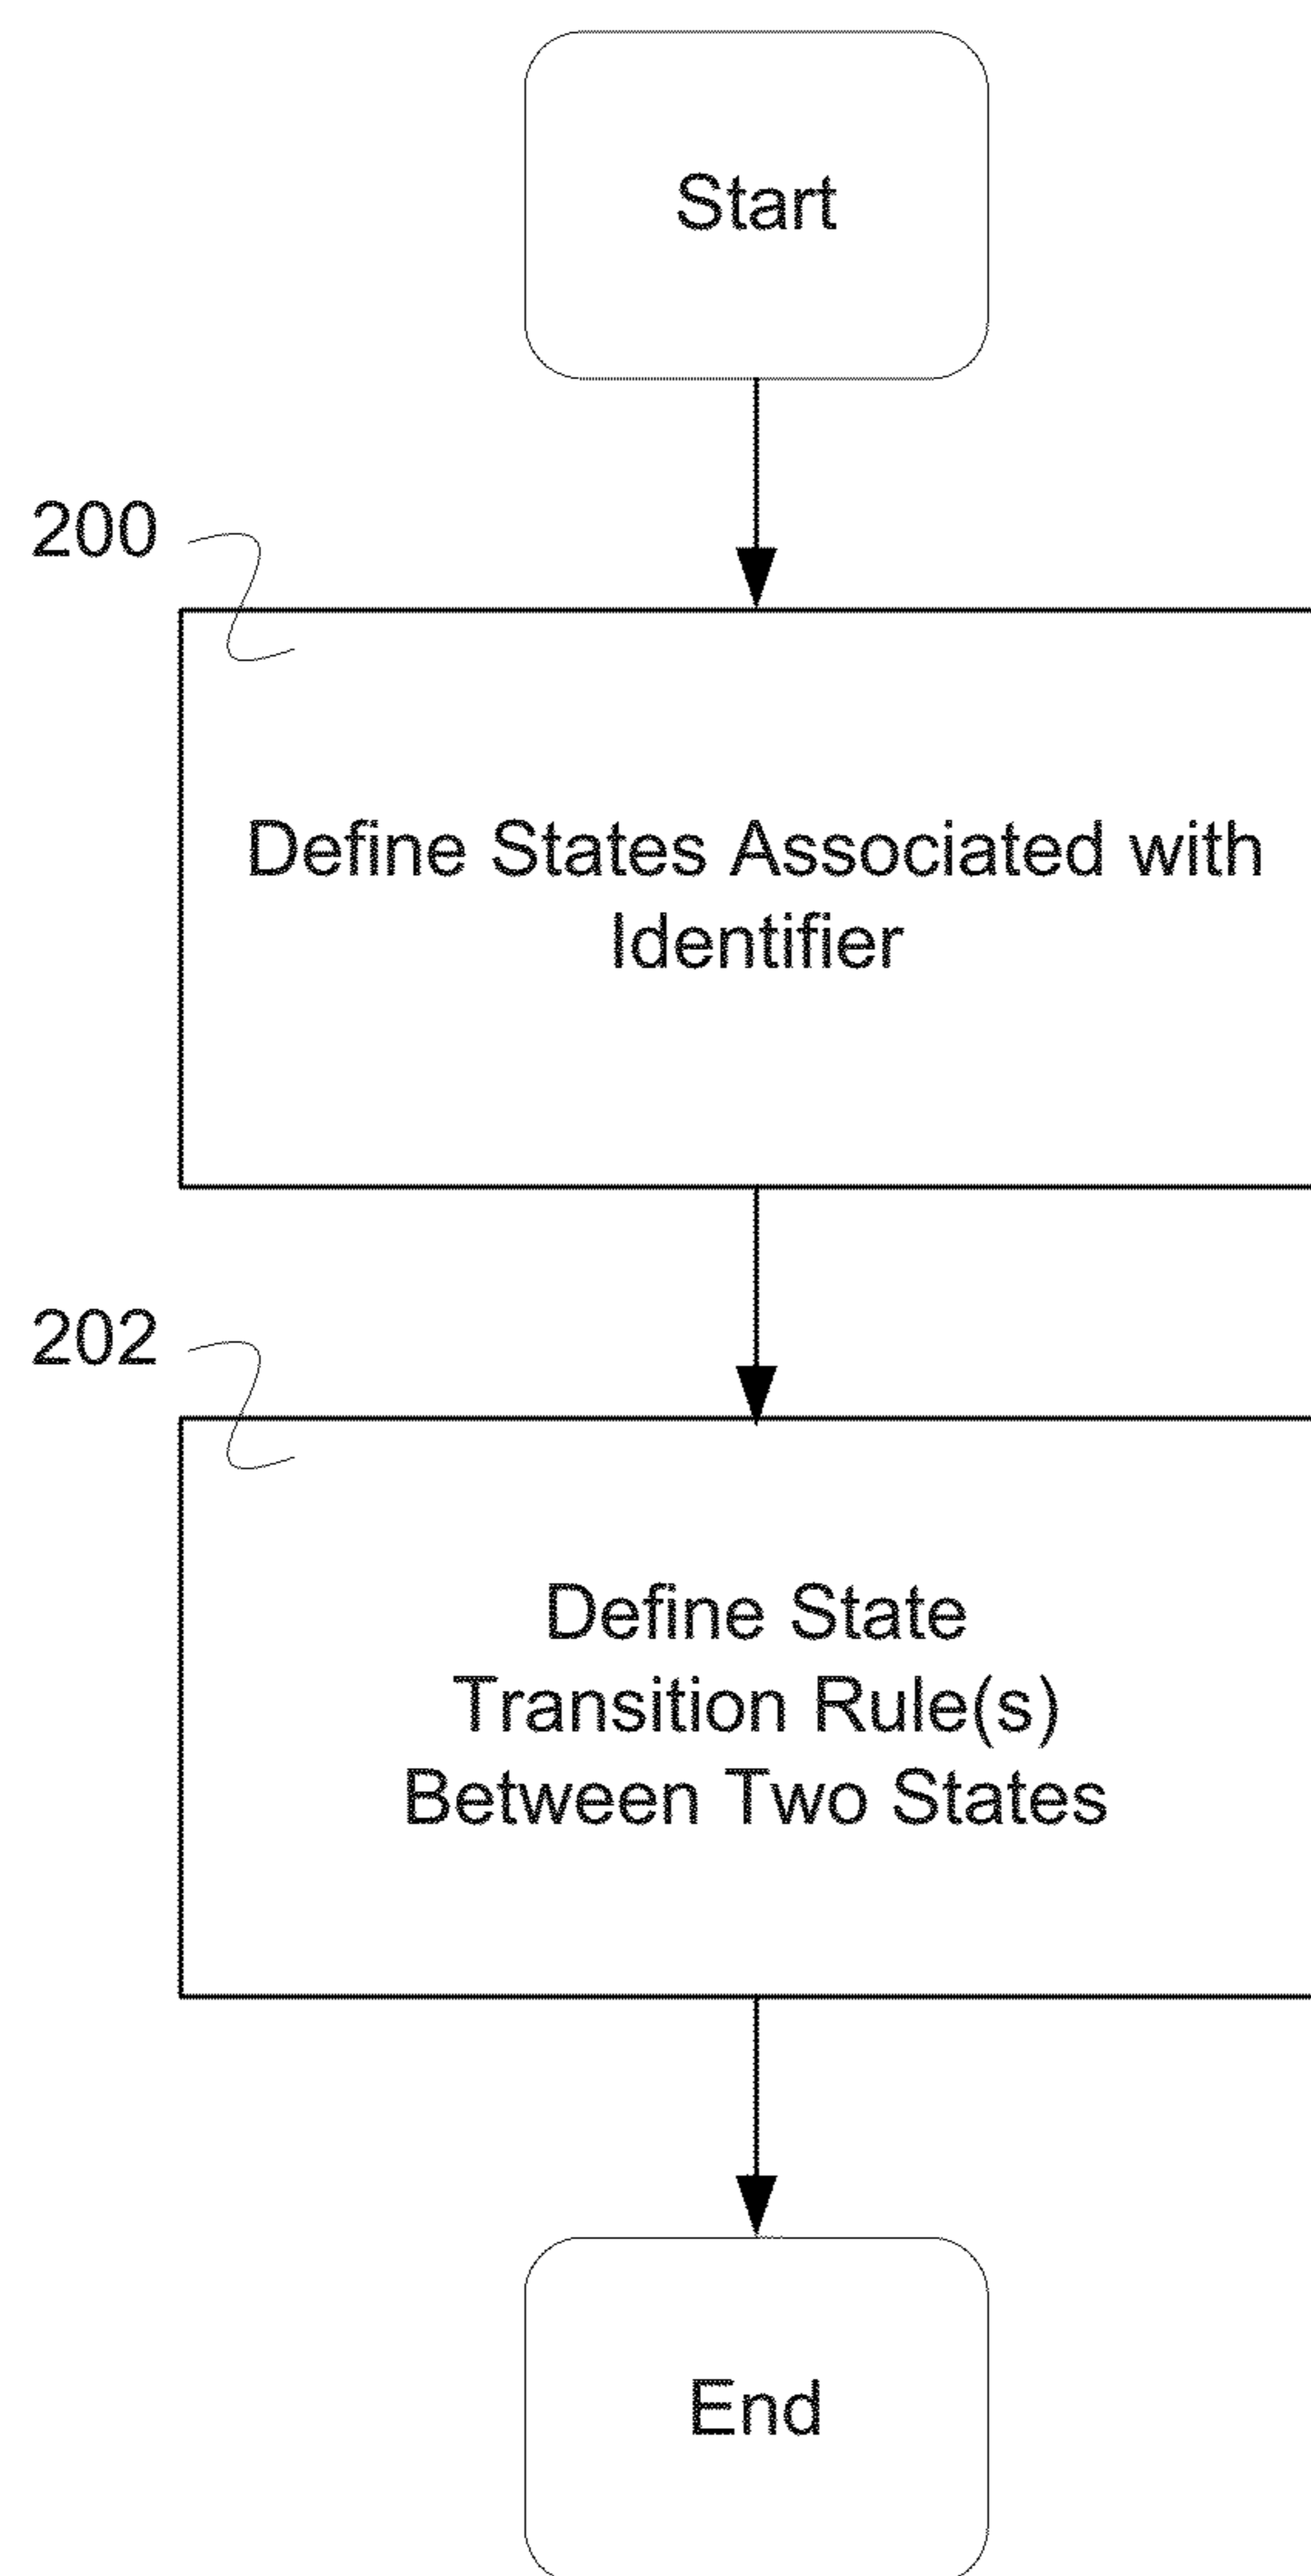 Start
200
Define States Associated with
Identifier
202
Define State
Transition Rule(s)
Between Two States
End